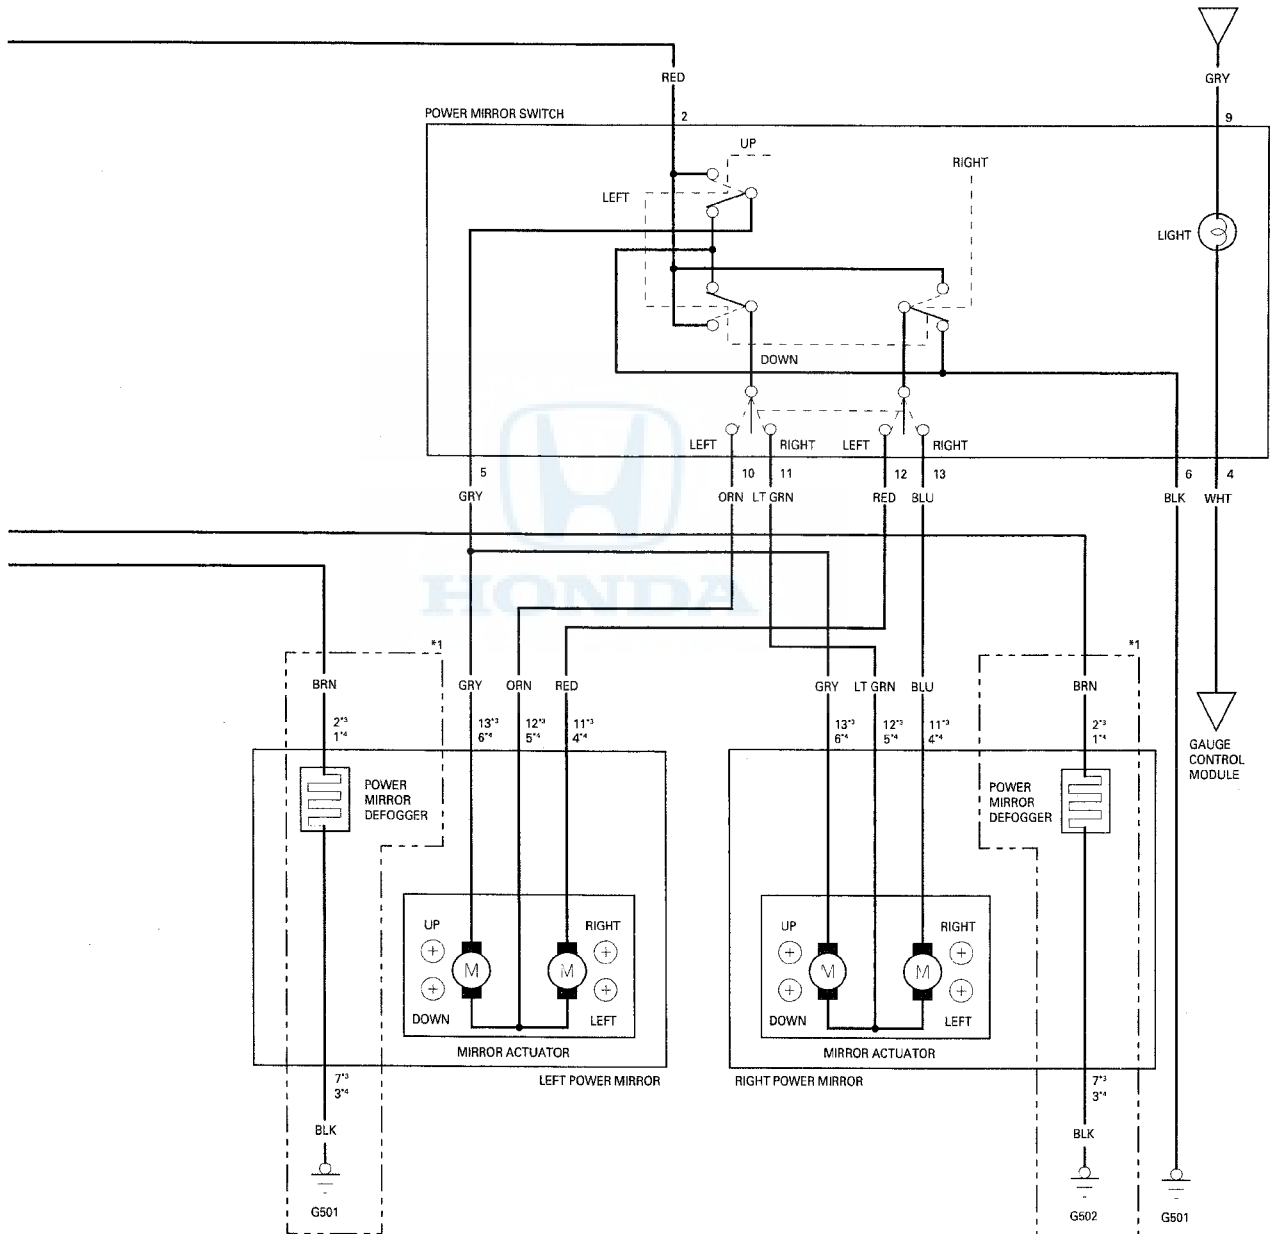 RED
GRY
POWER MIRROR SWITCH
2
9
UP
RIGHT
LEFT
LIGHT
DOWN
LEFT
RIGHT
LEFT
RIGHT
5
10
11
12
13
6
4
GRY
ORN
LT GRN
RED
BLU
BLK
WHT
HONDA
*1
*1
BRN
GRY
ORN
RED
GRY
LT GRN
BLU
BRN
2*3
1*4
13*3
6*4
12*3
5*4
11*3
4*4
13*3
6*4
12*3
5*4
11*3
4*4
2*3
1*4
GAUGE
CONTROL
MODULE
POWER
MIRROR
DEFOGGER
POWER
MIRROR
DEFOGGER
UP
RIGHT
UP
RIGHT
M
M
M
M
DOWN
LEFT
DOWN
LEFT
MIRROR ACTUATOR
MIRROR ACTUATOR
LEFT POWER MIRROR
RIGHT POWER MIRROR
7*3
3*4
7*3
3*4
BLK
BLK
G501
G502
G501